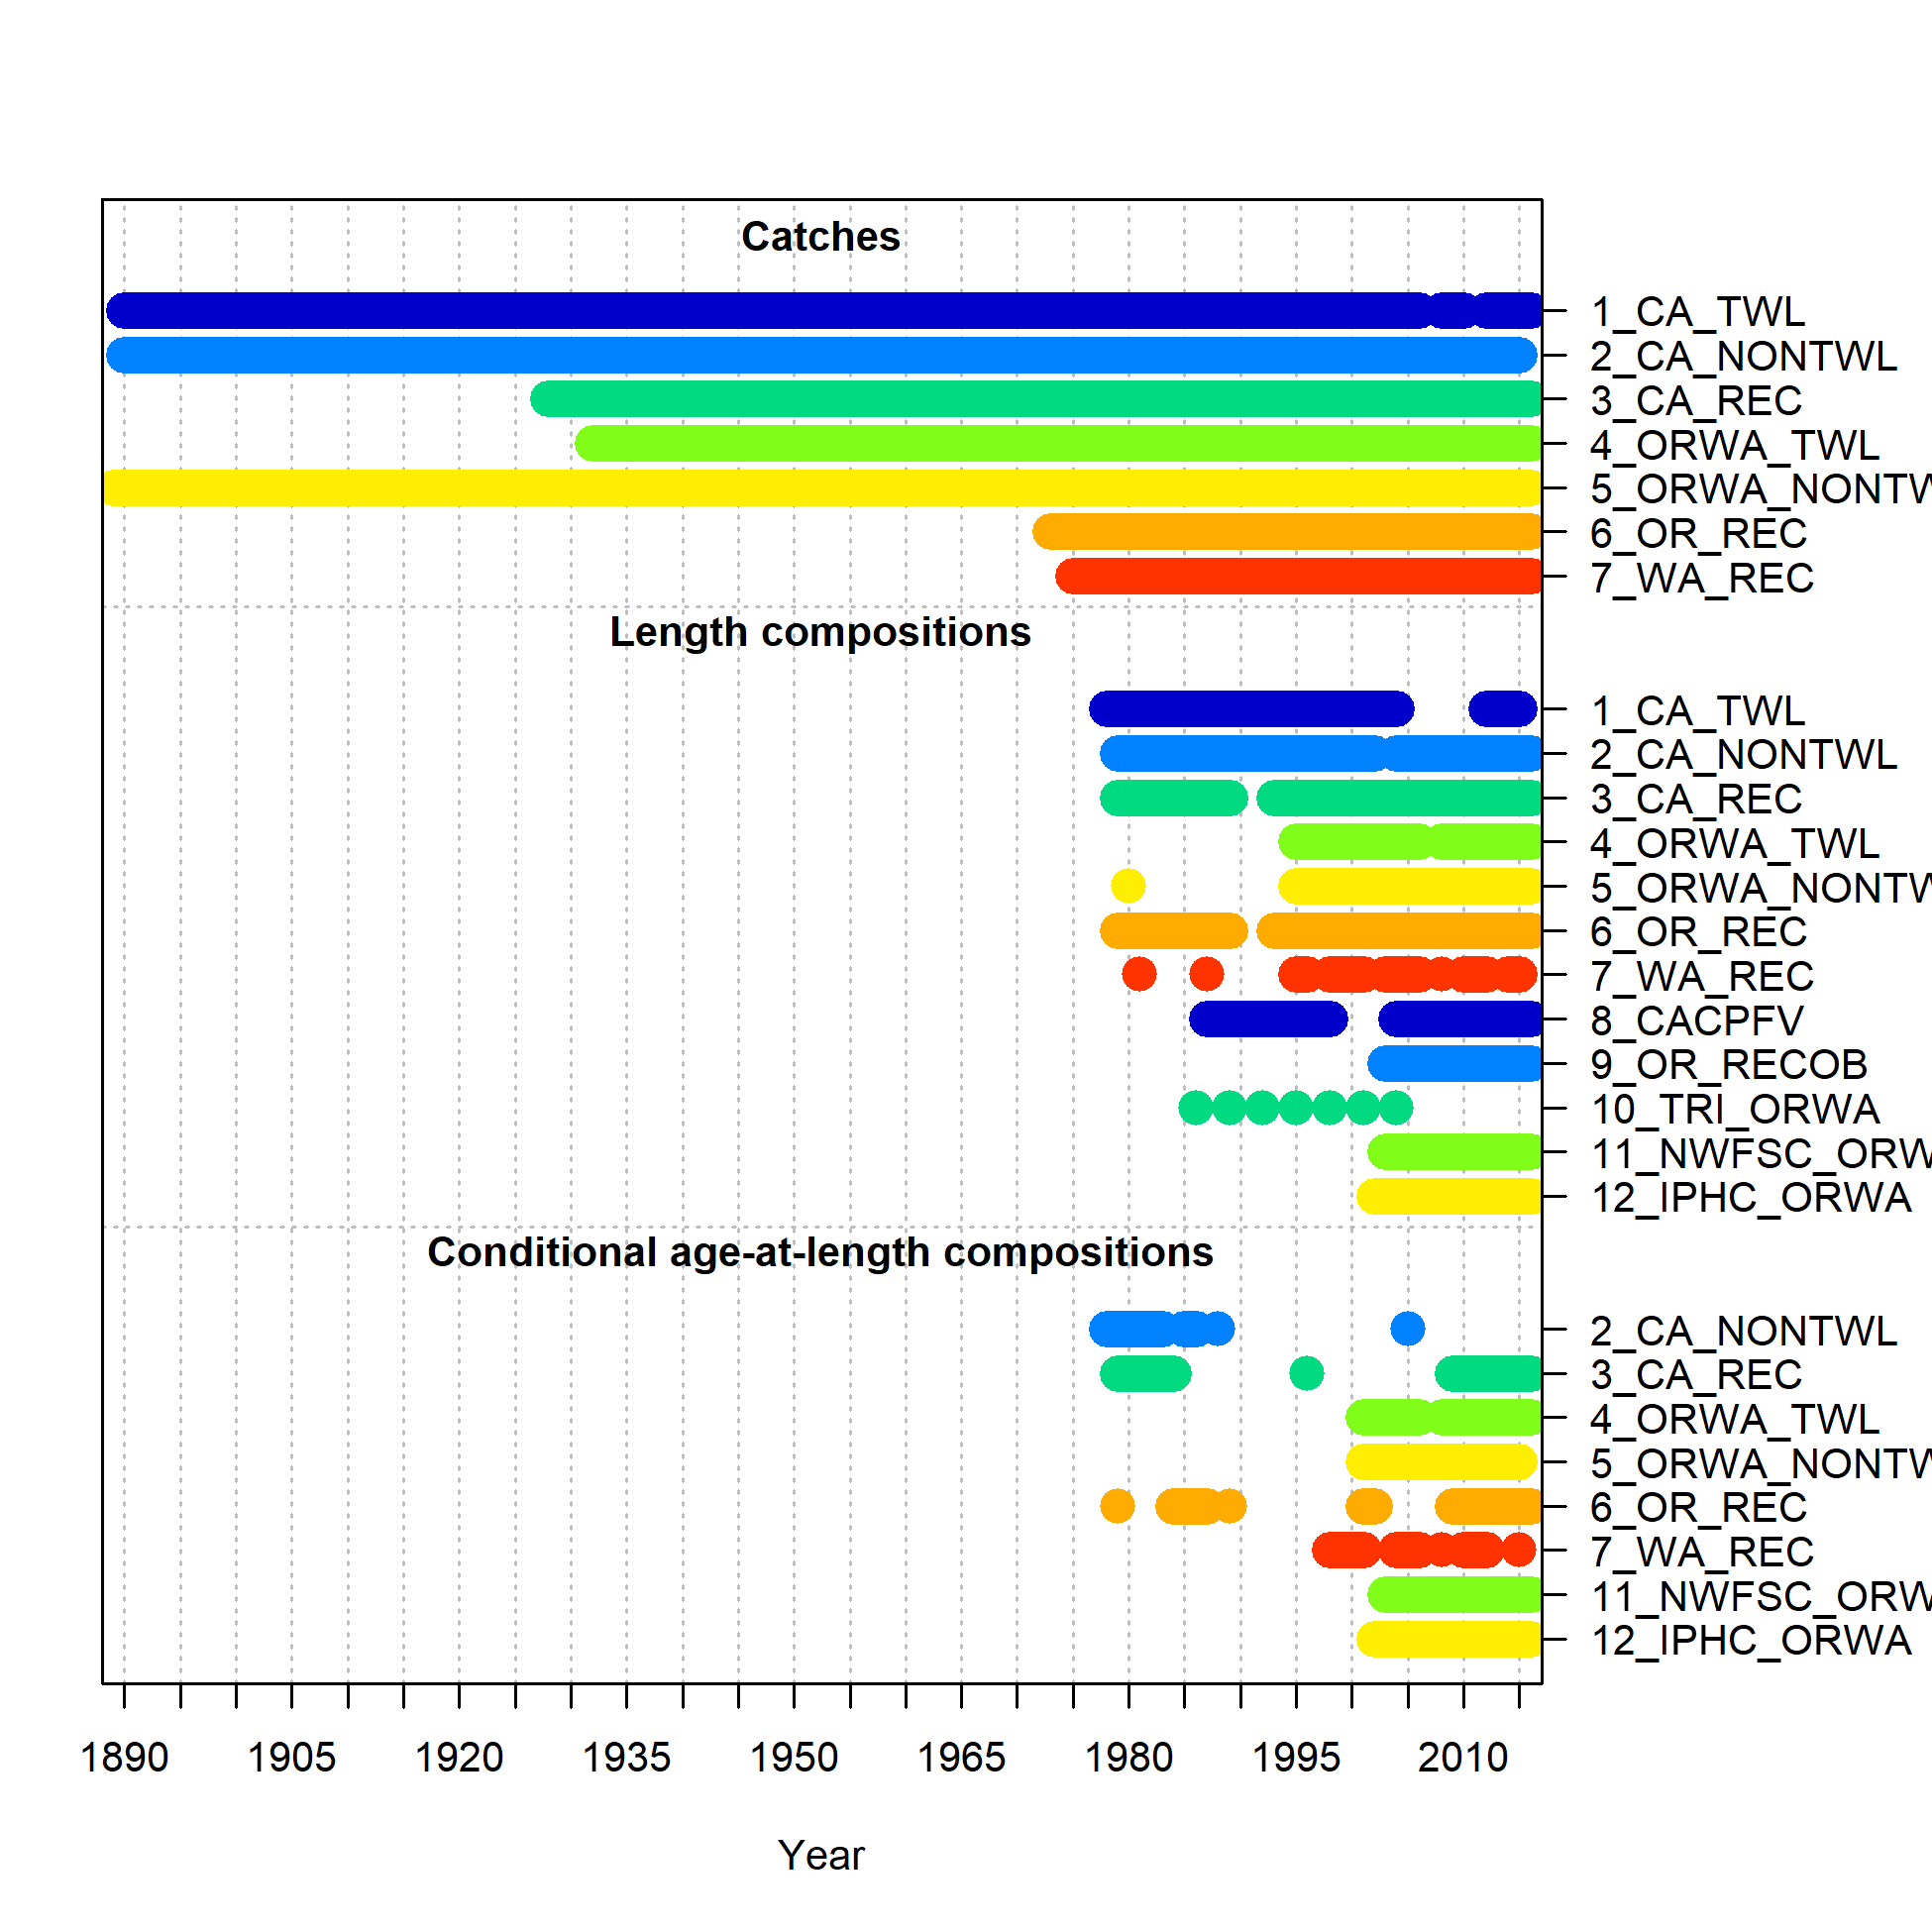 Catches
1_CA_TWL
2_CA_NONTWL
3_CA_REC
4_ORWA_TWL
5_ORWA_NONTW
6_OR_REC
7_WA_REC
Length compositions
1_CA_TWL
2_CA_NONTWL
3_CA_REC
4_ORWA_TWL
5_ORWA_NONTW
6_OR_REC
7_WA_REC
8_CACPFV
9_OR_RECOB
10_TRI_ORWA
11_NWFSC_ORW
12_IPHC_ORWA
Conditional age-at-length compositions
2_CA_NONTWL
3_CA_REC
4_ORWA_TWL
5_ORWA_NONTW
6_OR_REC
7_WA_REC
11_NWFSC_ORW
12_IPHC_ORWA
1890 1905 1920 1935 1950 1965 1980 1995 2010
Year